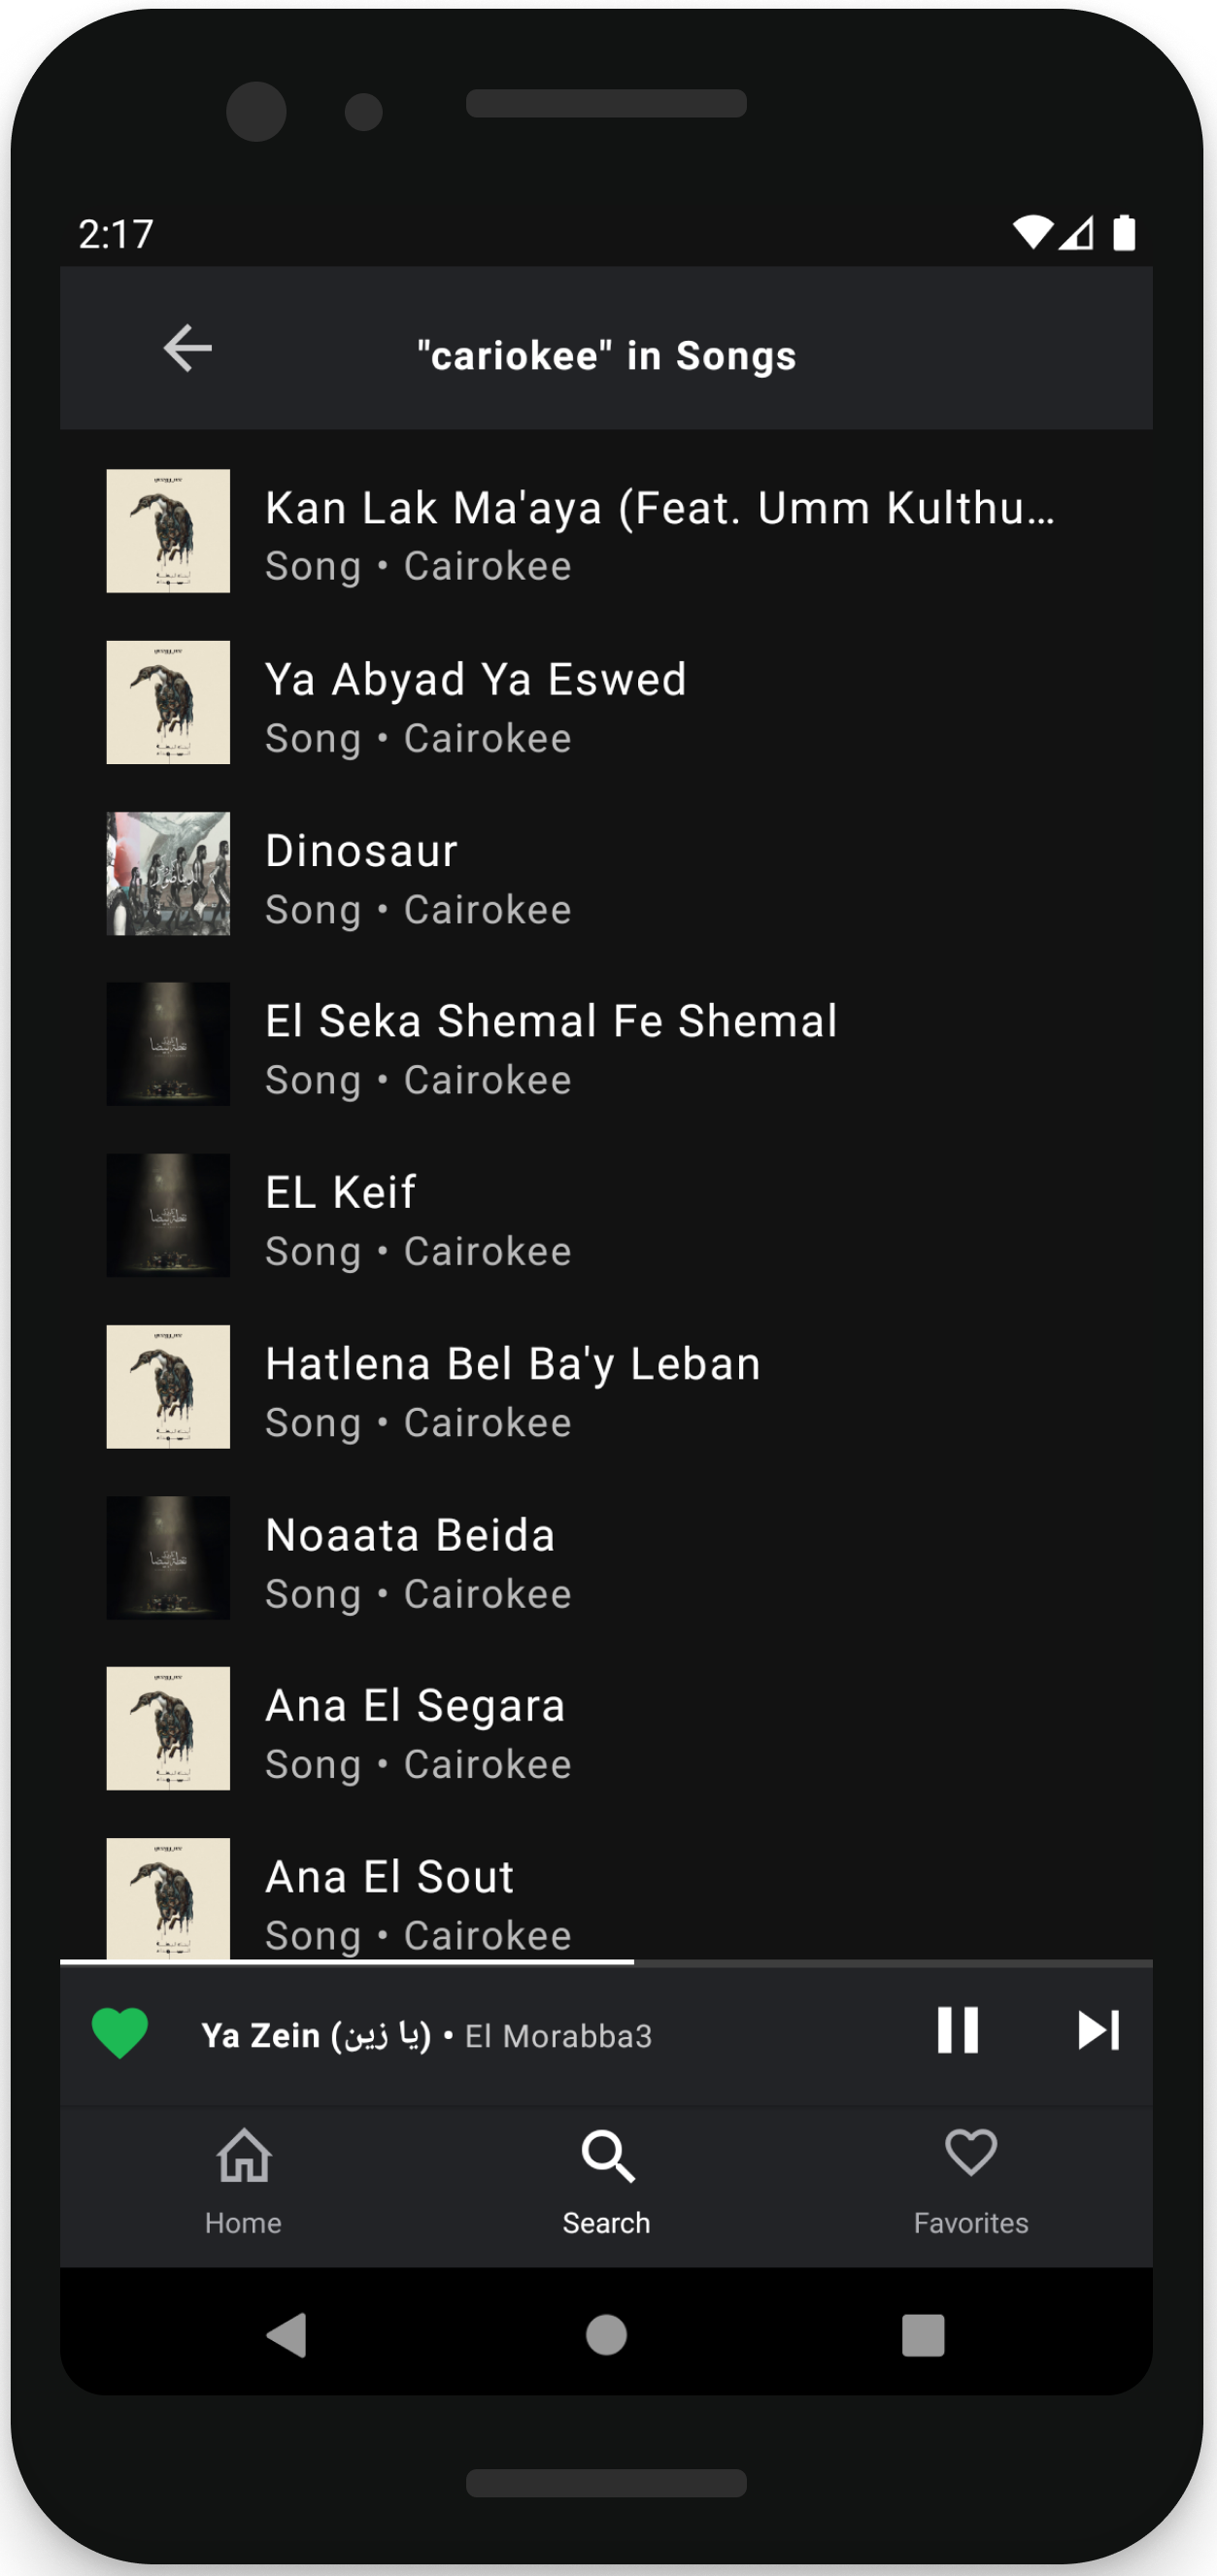 2:17
"cariokee" in Songs
Kan Lak Ma'aya (Feat. Umm Kulthu...
Song • Cairokee
Ya Abyad Ya Eswed
Song • Cairokee
Dinosaur
Song • Cairokee
El Seka Shemal Fe Shemal
Song • Cairokee
EL Keif
Song • Cairokee
Hatlena Bel Ba'y Leban
Song • Cairokee
Noaata Beida
Song • Cairokee
Ana El Segara
Song • Cairokee
Ana El Sout
Song • Cairokee
Ya Zein (يا زين) • El Morabba3
Home
Search
Favorites